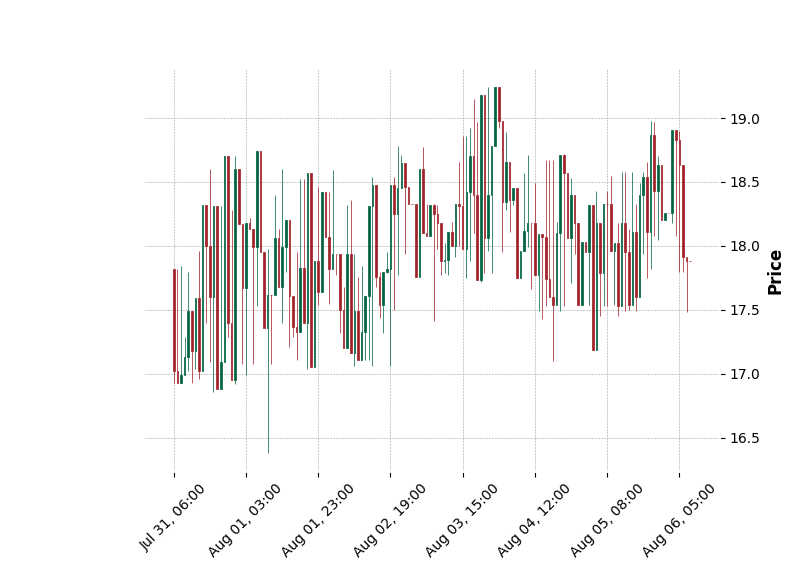 19.0
18.5
18.0
17.5
17.0
16.5
Price
Jul 31, 06:00
Aug 01, 03:00
Aug 01, 23:00
Aug 02, 19:00
Aug 03, 15:00
Aug 04, 12:00
Aug 05, 08:00
Aug 06, 05:00